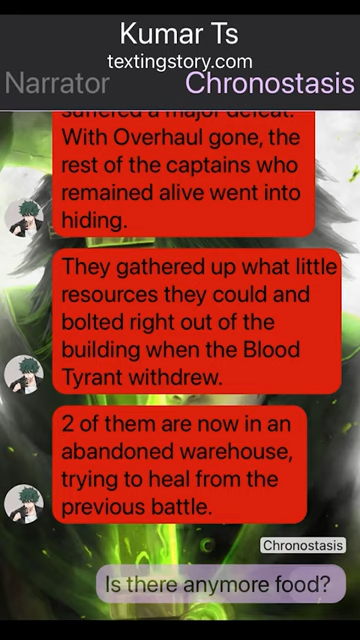 Kumar Ts
textingstory.com
Narrator
Chronostasis
suffered a major defeat.
With Overhaul gone, the
rest of the captains who
remained alive went into
hiding.
They gathered up what little
resources they could and
bolted right out of the
building when the Blood
Tyrant withdrew.
2 of them are now in an
abandoned warehouse,
trying to heal from the
previous battle.
Chronostasis
Is there anymore food?